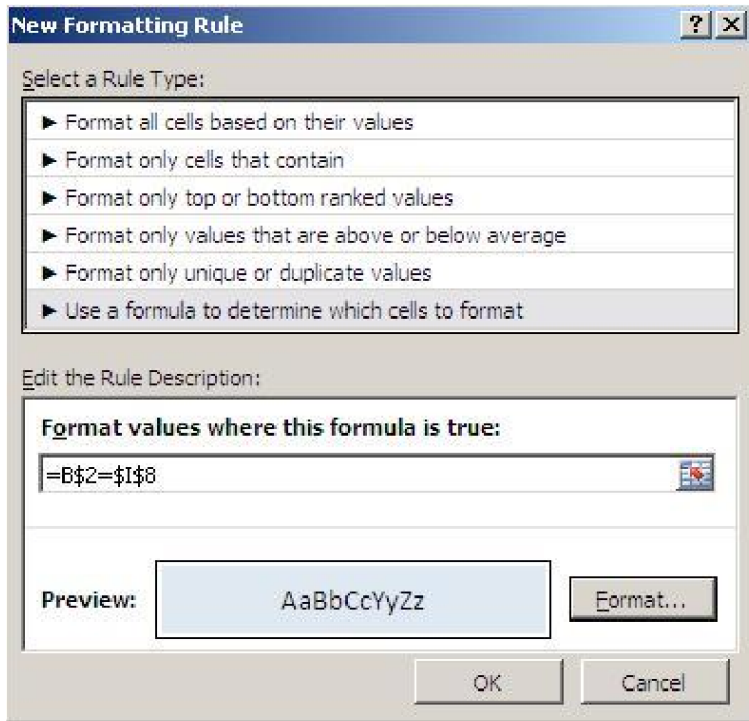 New Formatting Rule
Select a Rule Type:
► Format all cells based on their values
► Format only cells that contain
► Format only top or bottom ranked values
► Format only values that are above or below average
► Format only unique or duplicate values
► Use a formula to determine which cells to format
Edit the Rule Description:
Format values where this formula is true:
=B$2=$I$8
Preview: AaBbCcYyZz Format...
OK Cancel